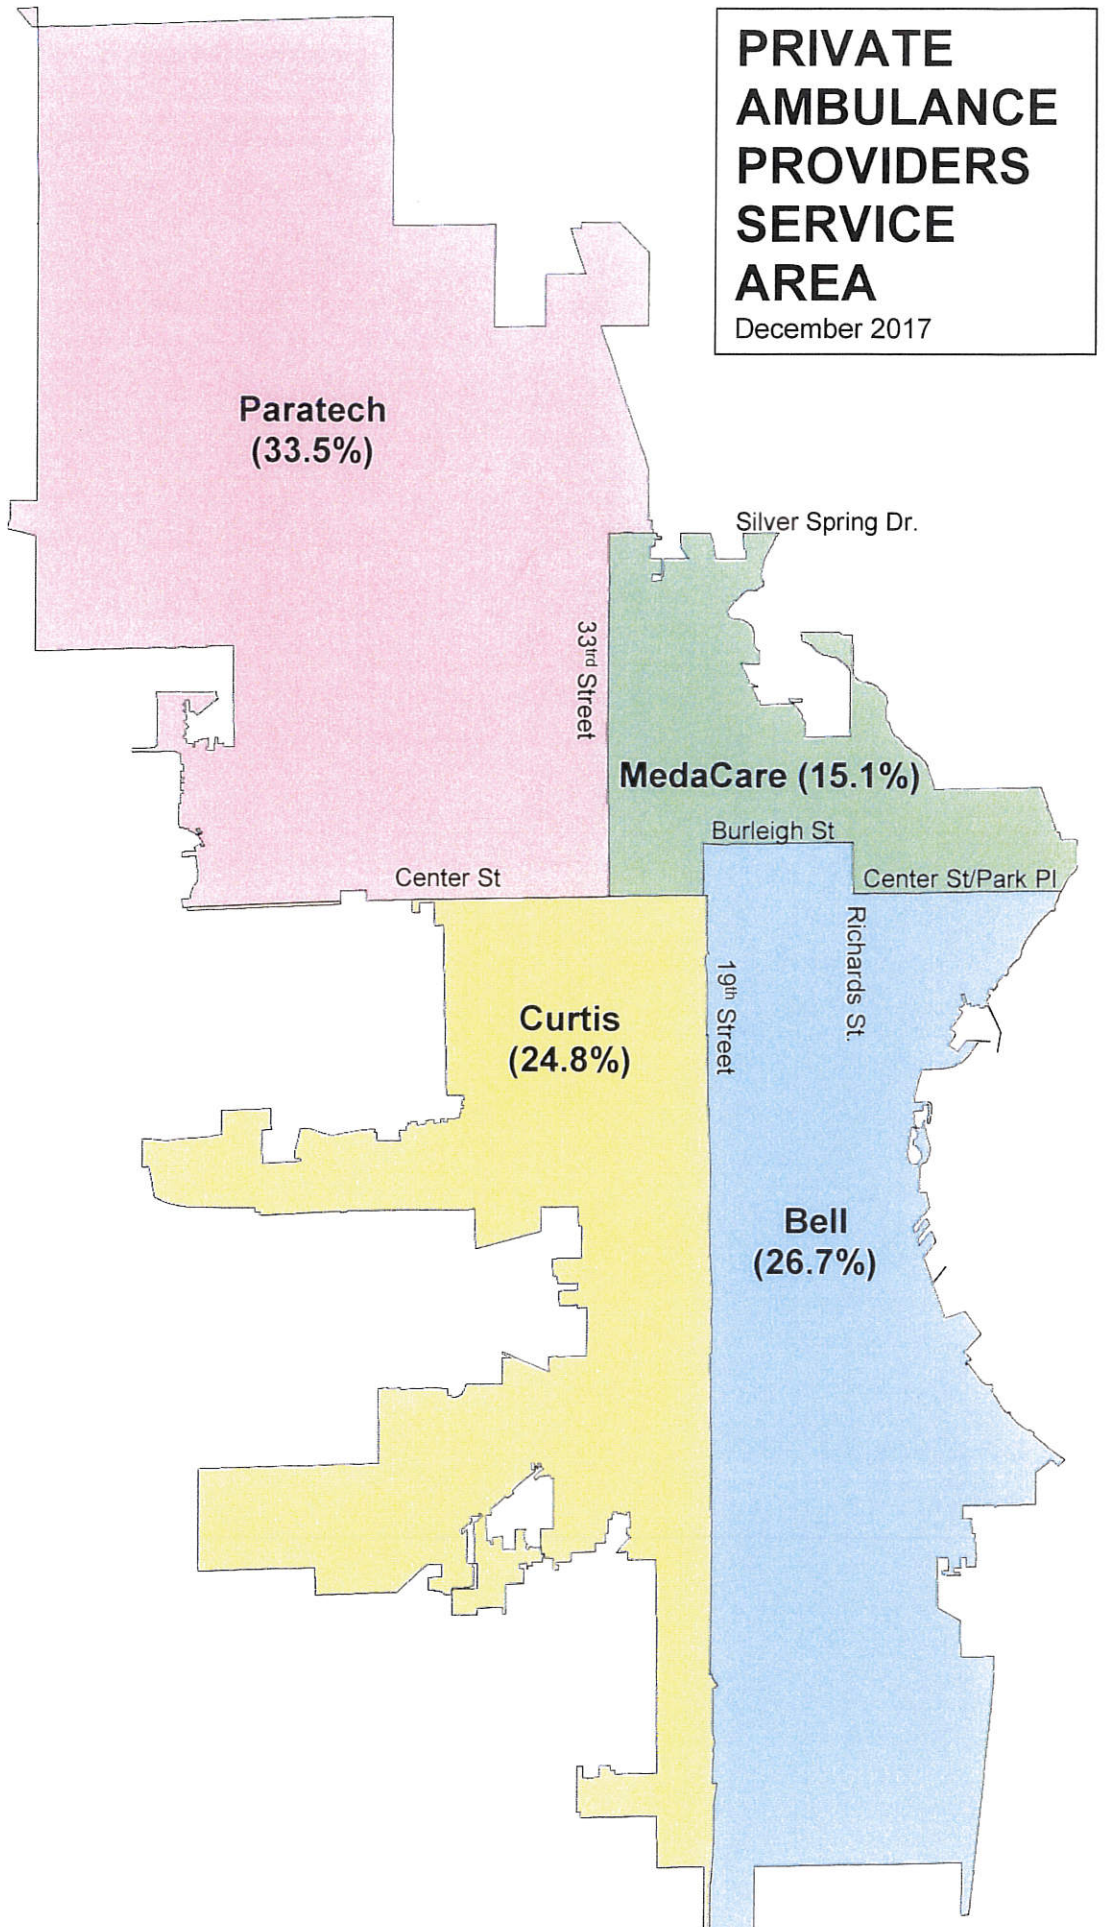 PRIVATE
AMBULANCE
PROVIDERS
SERVICE
AREA
December 2017
Paratech
(33.5%)
Silver Spring Dr.
33trd Street
MedaCare (15.1%)
Burleigh St
Center St
Center St/Park Pl
Richards St.
19th Street
Curtis
(24.8%)
Bell
(26.7%)